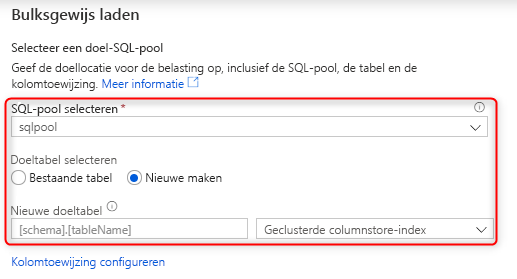 Bulksgewijs laden
Selecteer een doel-SQL-pool
Geef de doellocatie voor de belasting op, inclusief de SQL-pool, de tabel en de
kolomtoewijzing. Meer informatie
SQL-pool selecteren *
sqlpool
Doeltabel selecteren
Bestaande tabel Nieuwe maken
Nieuwe doeltabel
[schema].[tableName] Geclusterde columnstore-index
Kolomtoewijzing configureren